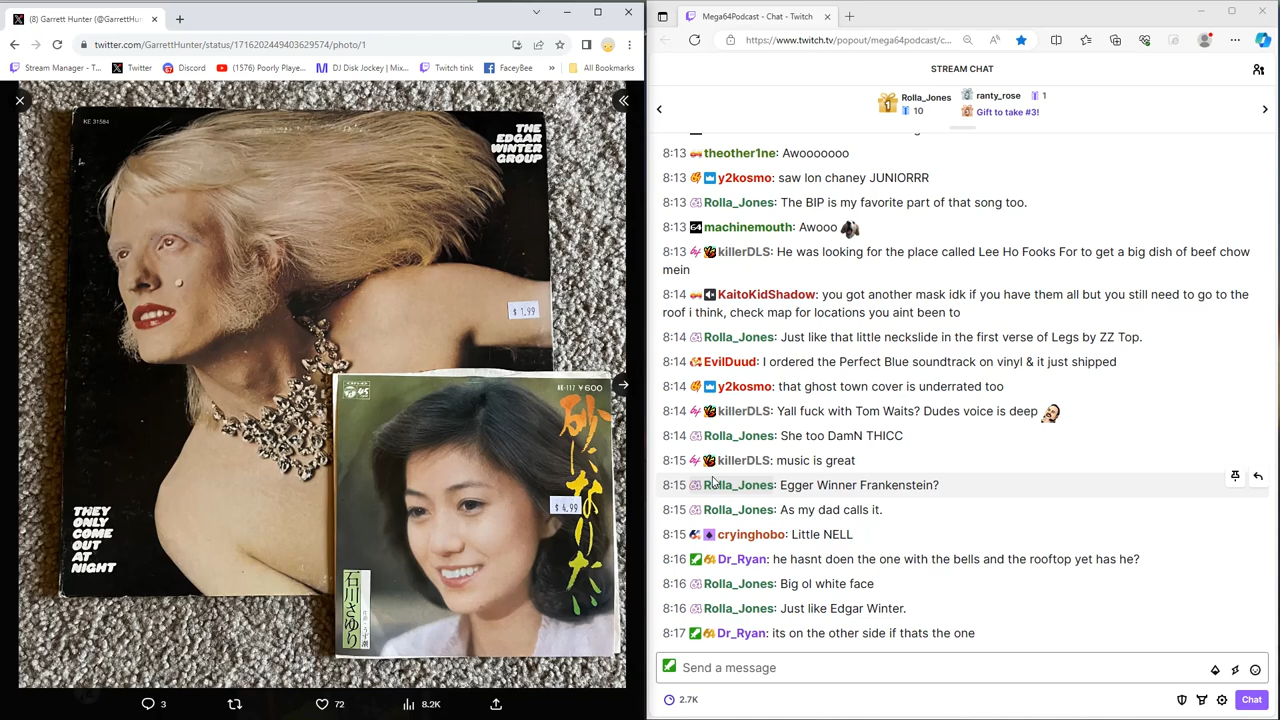 (8) Garrett Hunter (@GarrettHun
twitter.com/GarrettHunter/status/1716202449403629574/photo/1
Stream Manager - T...
Twitter
Discord
(1576) Poorly Playe...
DJ Disk Jockey | Mix...
Twitch tink
FaceyBee
»
All Bookmarks
KE 31584
THE
EDGAR
WINTER
GROUP
$ 1.99
THEY
ONLY
COME
OUT
AT
NIGHT
45
¥600
砂になりたい
$ 4.99
石川さゆり
3
72
8.2K
Mega64Podcast - Chat - Twitch
https://www.twitch.tv/popout/mega64podcast/c...
STREAM CHAT
1
Rolla_Jones
10
ranty_rose 1
Gift to take #3!
8:13 theother1ne: Awooooooo
8:13 y2kosmo: saw lon chaney JUNIORRR
8:13 Rolla_Jones: The BIP is my favorite part of that song too.
8:13 64 machinemouth: Awooo
8:13 killerDLS: He was looking for the place called Lee Ho Fooks For to get a big dish of beef chow
mein
8:14 KaitoKidShadow: you got another mask idk if you have them all but you still need to go to the
roof i think, check map for locations you aint been to
8:14 Rolla_Jones: Just like that little neckslide in the first verse of Legs by ZZ Top.
8:14 EvilDuud: I ordered the Perfect Blue soundtrack on vinyl & it just shipped
8:14 y2kosmo: that ghost town cover is underrated too
8:14 killerDLS: Yall fuck with Tom Waits? Dudes voice is deep
8:14 Rolla_Jones: She too DamN THICC
8:15 killerDLS: music is great
8:15 Rolla_Jones: Egger Winner Frankenstein?
8:15 Rolla_Jones: As my dad calls it.
8:15 cryinghobo: Little NELL
8:16 Dr_Ryan: he hasnt doen the one with the bells and the rooftop yet has he?
8:16 Rolla_Jones: Big ol white face
8:16 Rolla_Jones: Just like Edgar Winter.
8:17 Dr_Ryan: its on the other side if thats the one
Send a message
2.7K
Chat